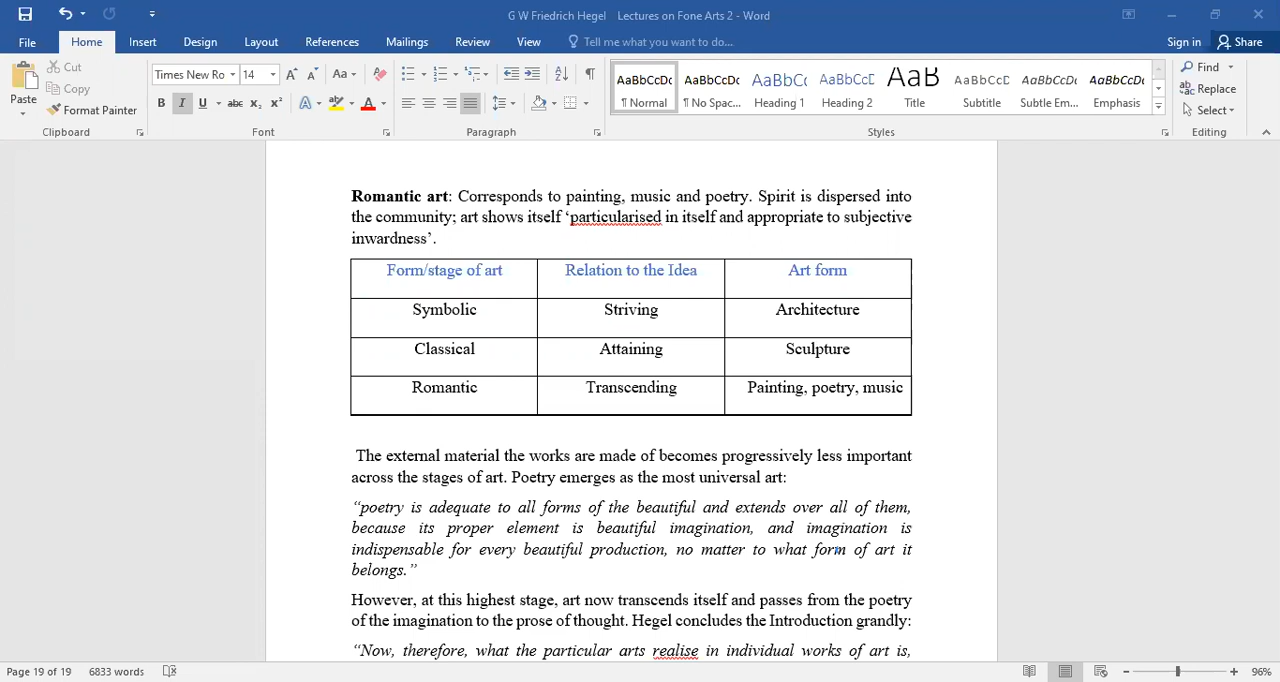 G W Friedrich Hegel Lectures on Fone Arts 2 - Word
File Home Insert Design Layout References Mailings Review View Tell me what you want to do... Sign in Share
Paste
Cut
Copy
Format Painter
Clipboard
Times New Ro 14
Aa
B I U abc x₂ x² A ab A
Font
Paragraph
AaBbCcDc ¶ Normal
AaBbCcDc ¶ No Spac...
AaBbCc Heading 1
AaBbCcE Heading 2
AaB Title
AaBbCcD Subtitle
AaBbCcDc Subtle Em...
AaBbCcDc Emphasis
Styles
Find
Replace
Select
Editing
Romantic art: Corresponds to painting, music and poetry. Spirit is dispersed into
the community; art shows itself ‘particularised in itself and appropriate to subjective
inwardness’.
Form/stage of art Relation to the Idea Art form
Symbolic Striving Architecture
Classical Attaining Sculpture
Romantic Transcending Painting, poetry, music
The external material the works are made of becomes progressively less important
across the stages of art. Poetry emerges as the most universal art:
“poetry is adequate to all forms of the beautiful and extends over all of them,
because its proper element is beautiful imagination, and imagination is
indispensable for every beautiful production, no matter to what form of art it
belongs.”
However, at this highest stage, art now transcends itself and passes from the poetry
of the imagination to the prose of thought. Hegel concludes the Introduction grandly:
“Now, therefore, what the particular arts realise in individual works of art is,
Page 19 of 19 6833 words 96%